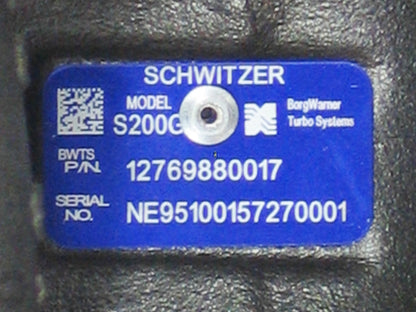 SCHWITZER
MODEL
S200G
BorgWarner
Turbo Systems
BWTS
P/N. 12769880017
SERIAL
NO. NE95100157270001